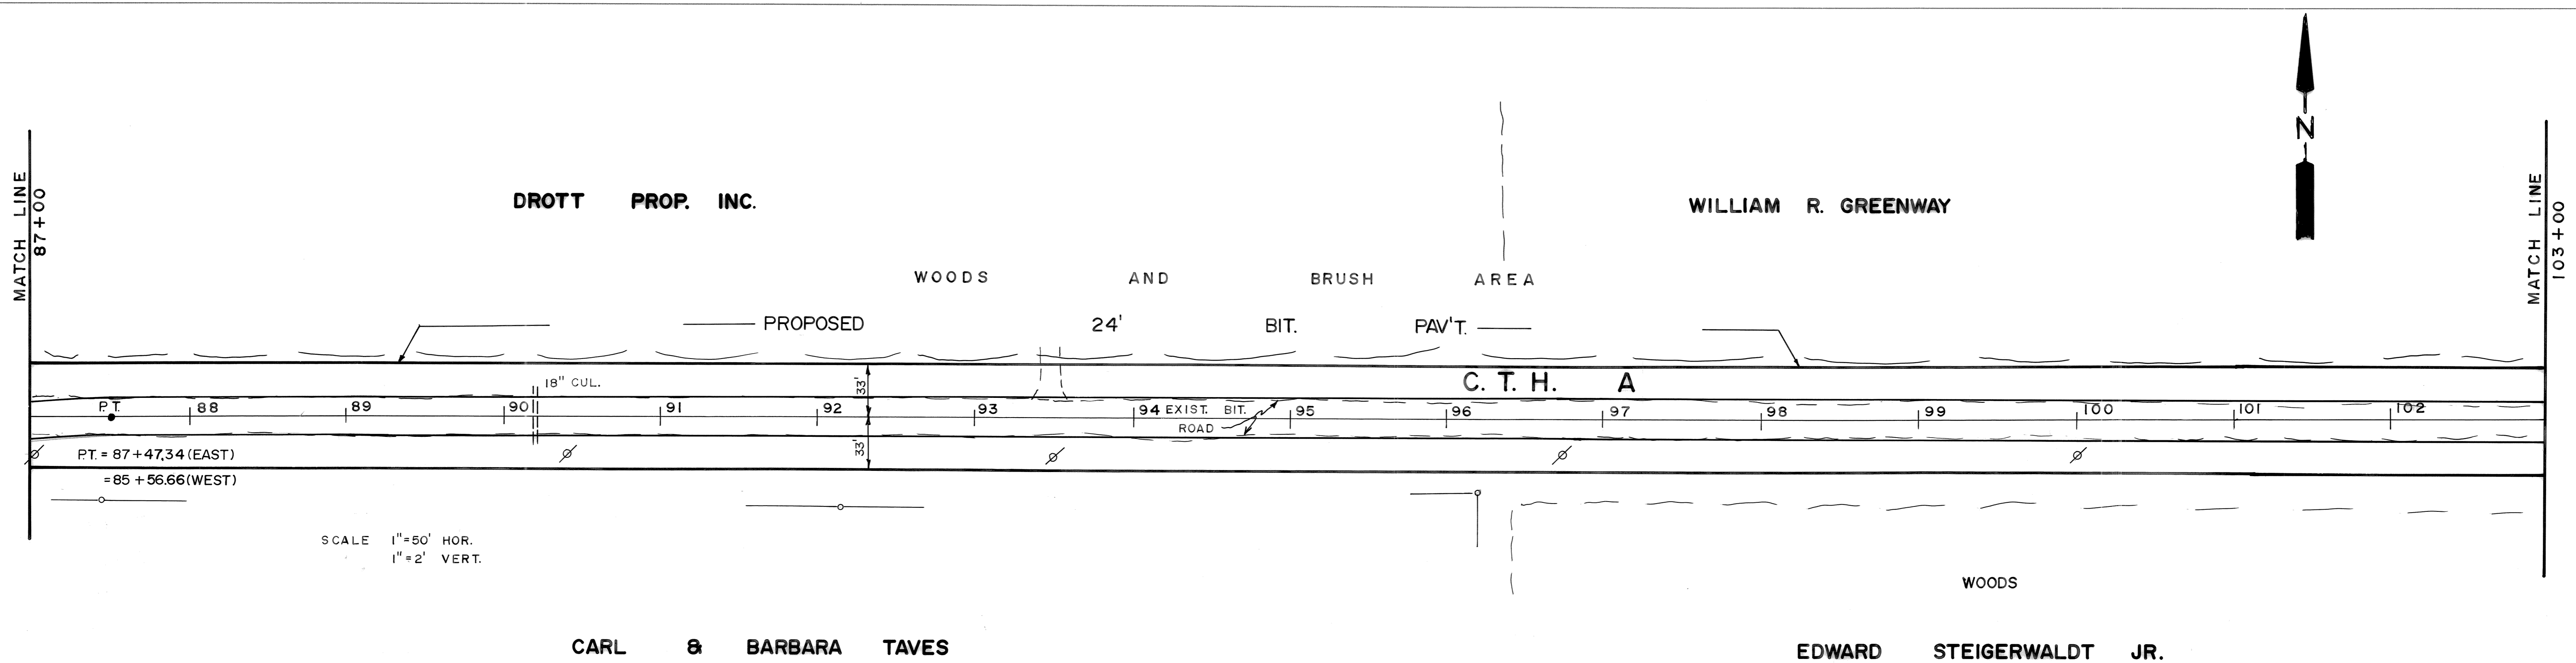 MATCH LINE
87+00
DROTT PROP. INC.
WILLIAM R. GREENWAY
N
MATCH LINE
103+00
WOODS AND BRUSH AREA
PROPOSED 24' BIT. PAV'T.
C. T. H. A
18" CUL.
33'
P.T. 88 89 90 91 92 93 94 EXIST. BIT. 95 96 97 98 99 100 101 102
ROAD
33'
P.T. = 87+47.34 (EAST)
= 85+56.66 (WEST)
SCALE 1"=50' HOR.
1"=2' VERT.
WOODS
CARL & BARBARA TAVES
EDWARD STEIGERWALDT JR.